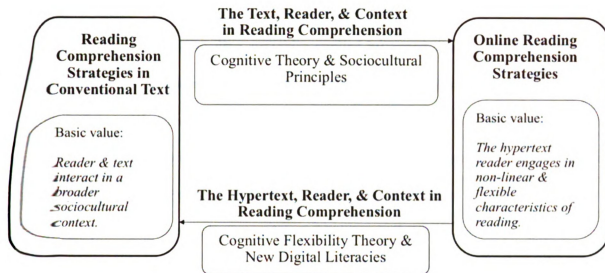 The Text, Reader, & Context
in Reading Comprehension
Reading
Comprehension
Strategies in
Conventional Text
Cognitive Theory & Sociocultural
Principles
Online Reading
Comprehension
Strategies
Basic value:
Reader & text
interact in a
broader
sociocultural
context.
Basic value:
The hypertext
reader engages in
non-linear &
flexible
characteristics of
reading.
The Hypertext, Reader, & Context in
Reading Comprehension
Cognitive Flexibility Theory &
New Digital Literacies